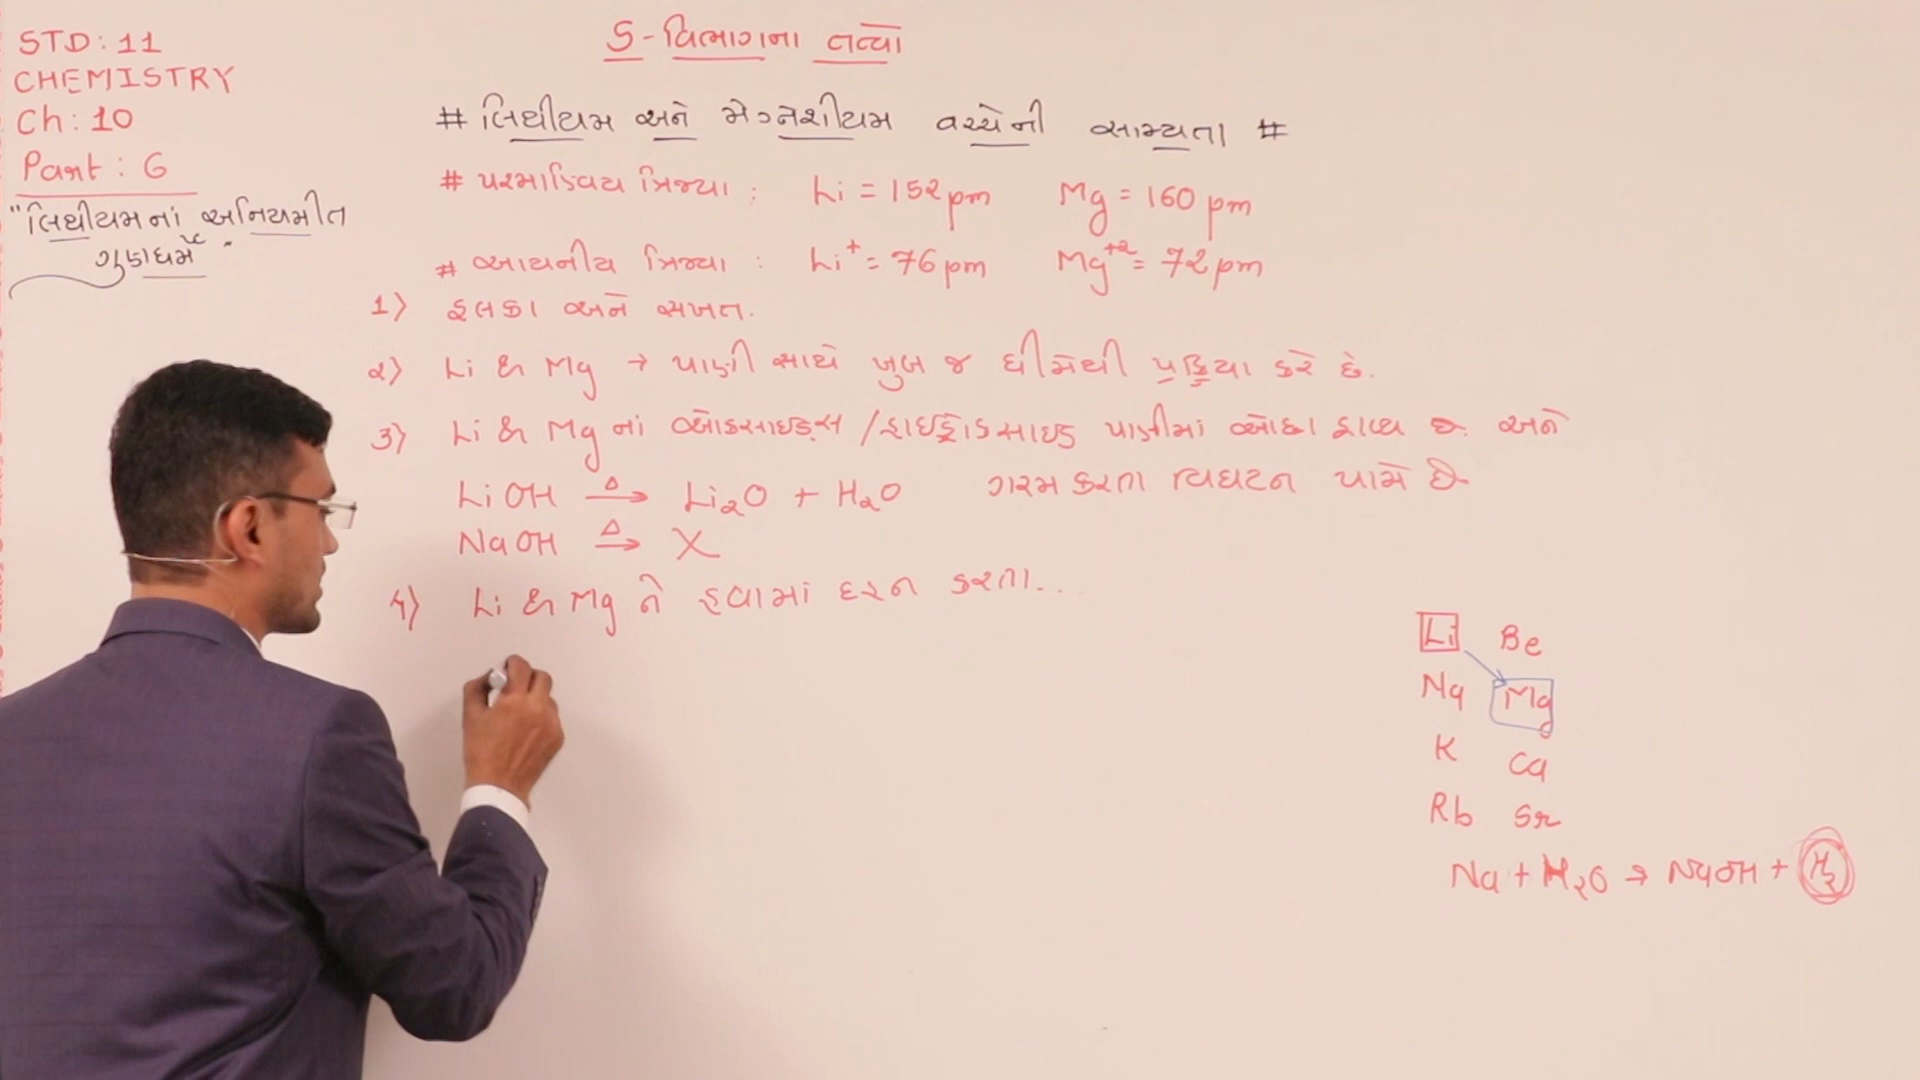 STD: 11
CHEMISTRY
Ch: 10
Part: 6
"લિથીયમનાં અનિયમીત
ગુણધર્મ"
S-વિભાગના તત્વો
# લિથીયમ અને મેગ્નેશીયમ વચ્ચેની સામ્યતા #
# પરમાણ્વિય ત્રિજ્યા : Li = 152 pm Mg = 160 pm
# આયનીય ત્રિજ્યા : Li⁺ = 76 pm Mg⁺² = 72 pm
1) હલકા અને સખત.
2) Li & Mg → પાણી સાથે ખુબ જ ધીમેથી પ્રક્રિયા કરે છે.
3) Li & Mg નાં ઓકસાઇડ્સ / હાઇડ્રોકસાઇડ પાણીમાં ઓછા દ્રાવ્ય છે. અને
ગરમ કરતા વિઘટન પામે છે
LiOH —Δ→ Li₂O + H₂O
NaOH —Δ→ X
4) Li & Mg ને હવામાં દહન કરતા...
Li Be
Na Mg
K Ca
Rb Sr
Na + H₂O → NaOH + H₂